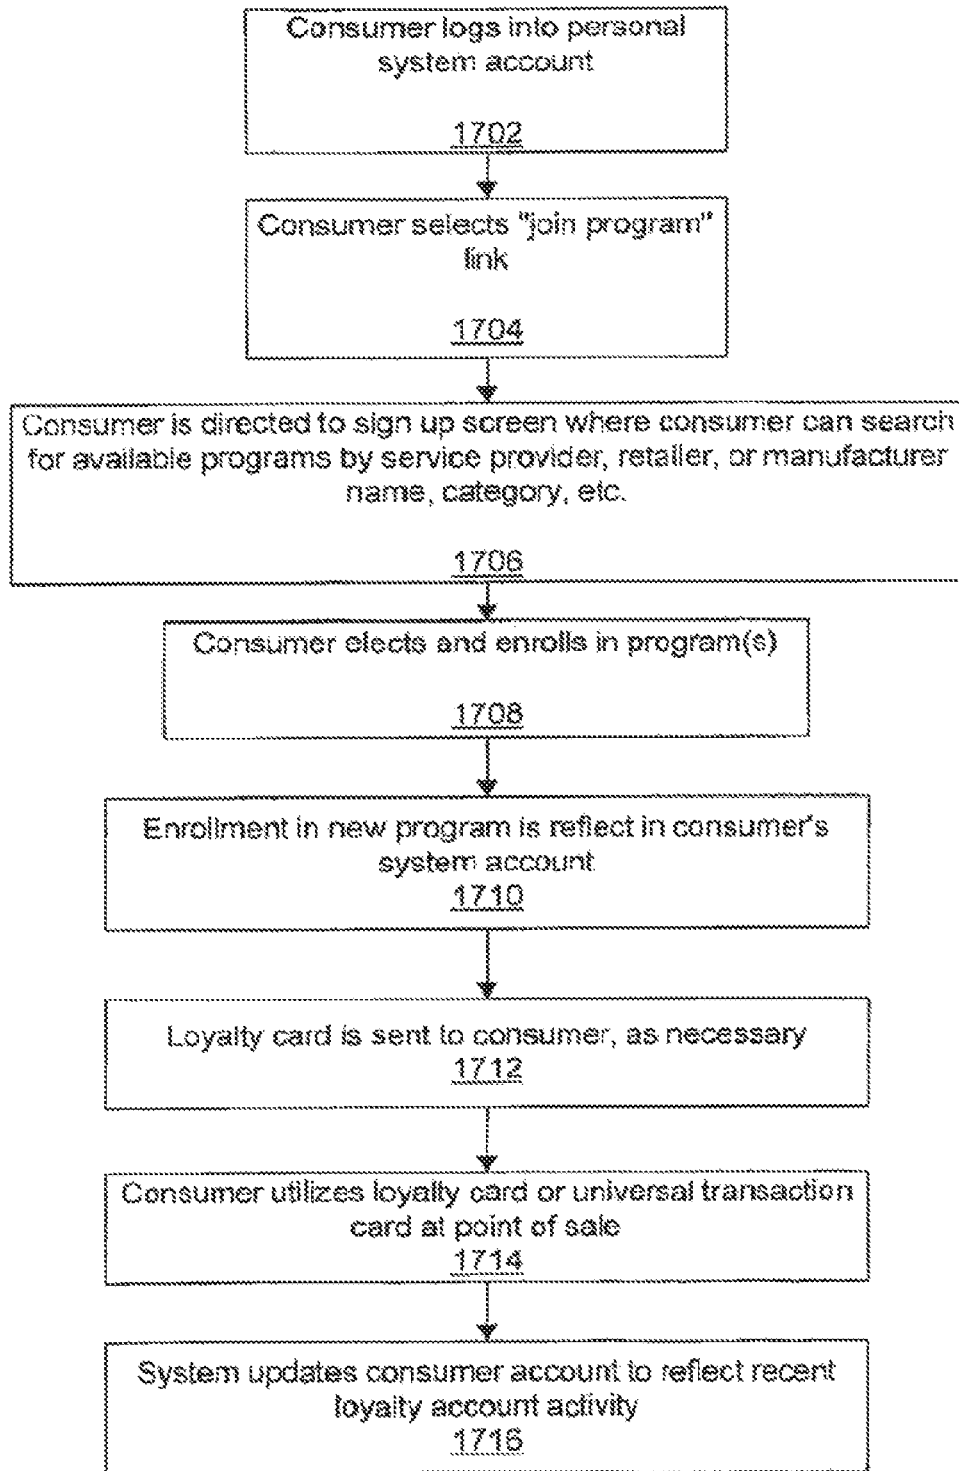 Consumer logs into personal
system account
1702
Consumer selects "join program"
link
1704
Consumer is directed to sign up screen where consumer can search
for available programs by service provider, retailer, or manufacturer
name, category, etc.
1706
Consumer elects and enrolls in program(s)
1708
Enrollment in new program is reflect in consumer's
system account
1710
Loyalty card is sent to consumer, as necessary
1712
Consumer utilizes loyalty card or universal transaction
card at point of sale
1714
System updates consumer account to reflect recent
loyalty account activity
1716